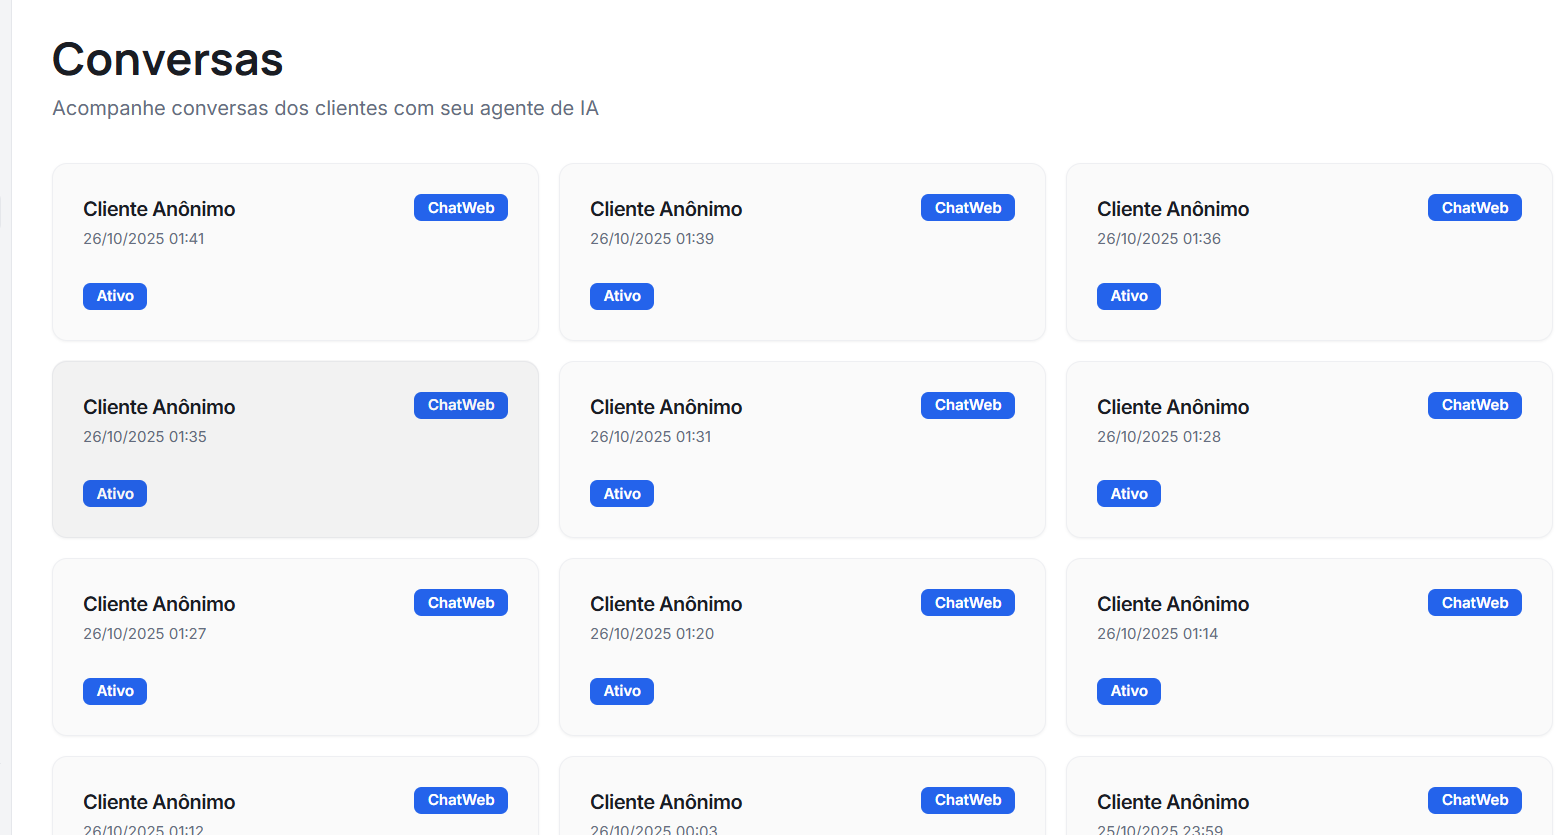 Conversas
Acompanhe conversas dos clientes com seu agente de IA
Cliente Anônimo
ChatWeb
26/10/2025 01:41
Ativo
Cliente Anônimo
ChatWeb
26/10/2025 01:39
Ativo
Cliente Anônimo
ChatWeb
26/10/2025 01:36
Ativo
Cliente Anônimo
ChatWeb
26/10/2025 01:35
Ativo
Cliente Anônimo
ChatWeb
26/10/2025 01:31
Ativo
Cliente Anônimo
ChatWeb
26/10/2025 01:28
Ativo
Cliente Anônimo
ChatWeb
26/10/2025 01:27
Ativo
Cliente Anônimo
ChatWeb
26/10/2025 01:20
Ativo
Cliente Anônimo
ChatWeb
26/10/2025 01:14
Ativo
Cliente Anônimo
ChatWeb
26/10/2025 01:12
Cliente Anônimo
ChatWeb
26/10/2025 00:03
Cliente Anônimo
ChatWeb
25/10/2025 23:59